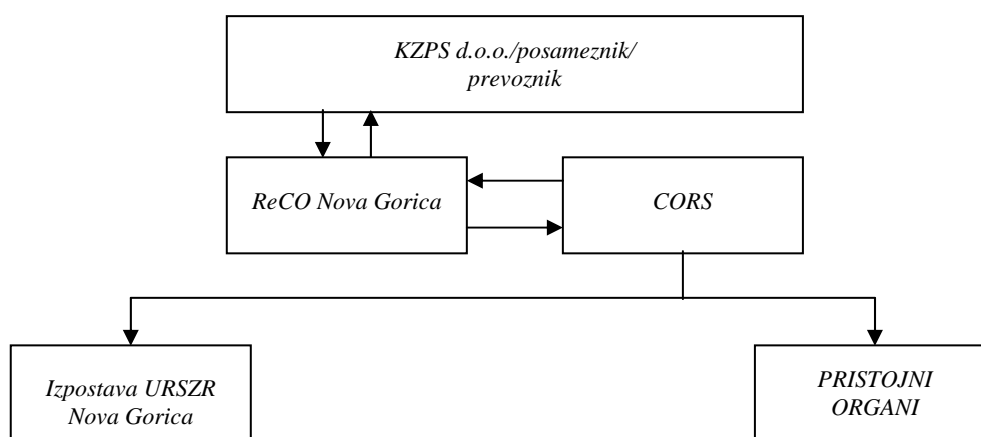 KZPS d.o.o./posameznik/
prevoznik
ReCO Nova Gorica
CORS
Izpostava URSZR
Nova Gorica
PRISTOJNI
ORGANI